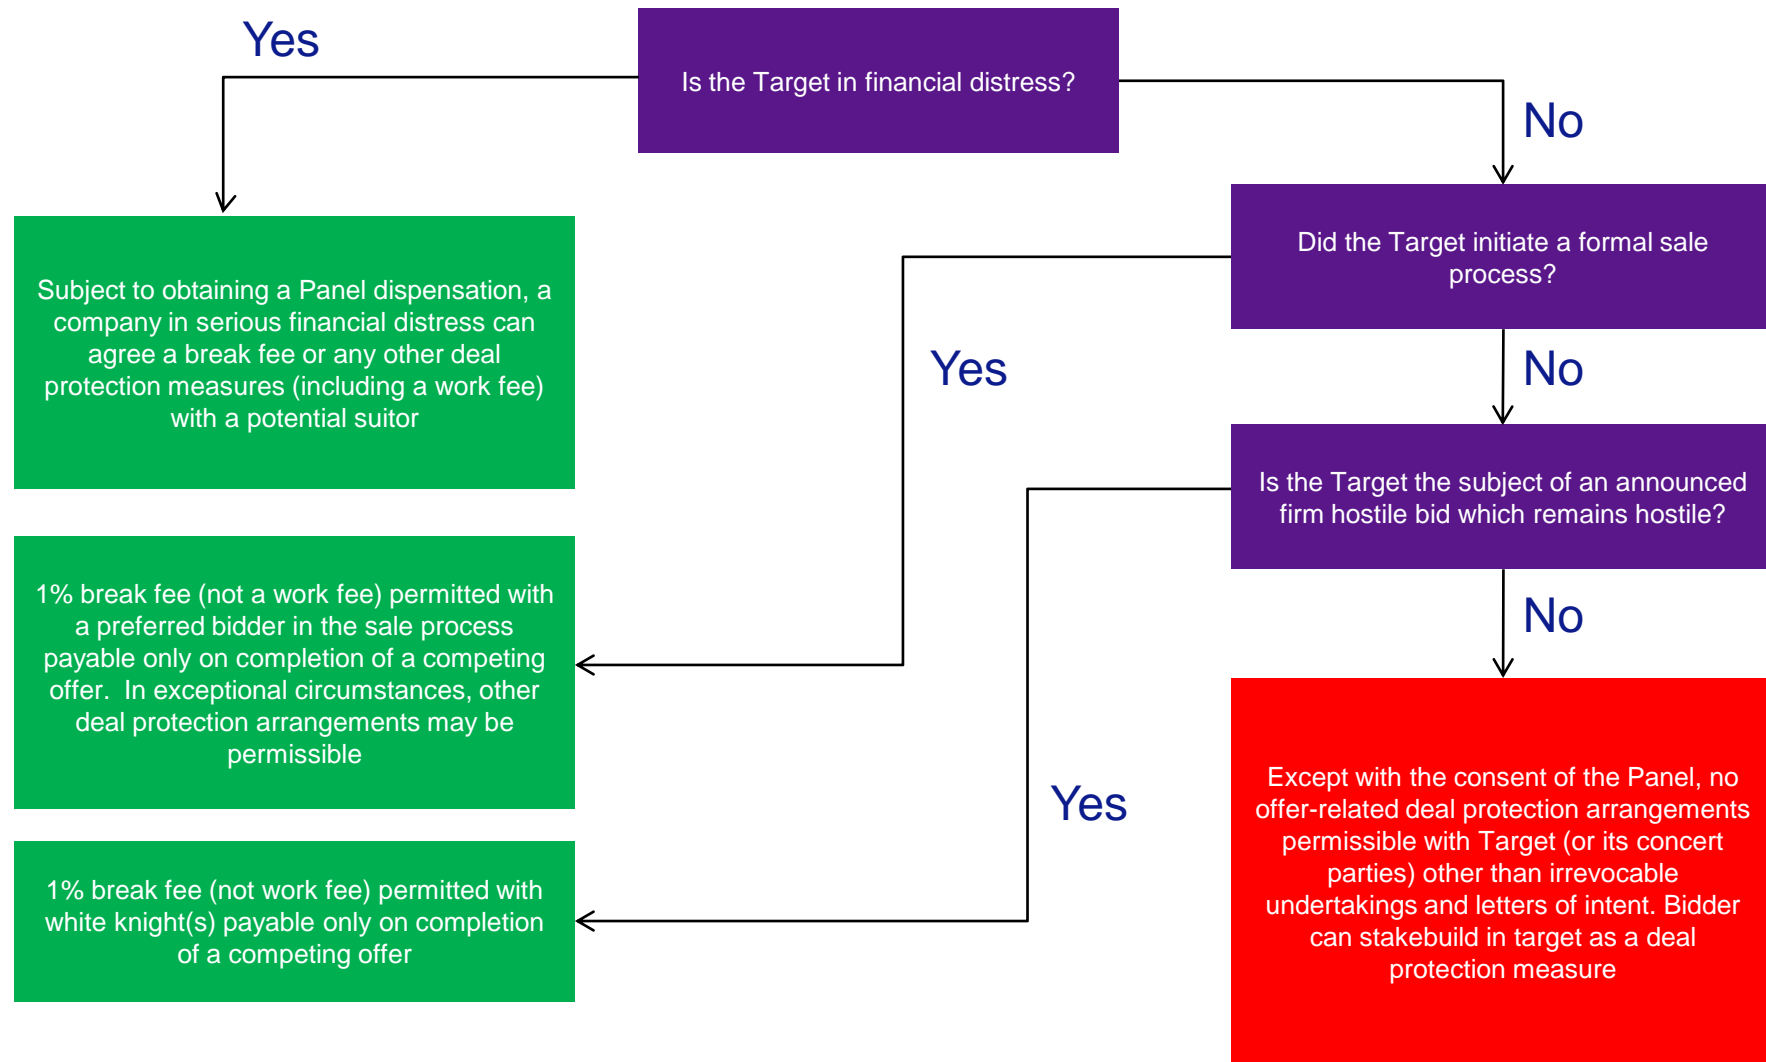 Yes
Is the Target in financial distress?
No
Subject to obtaining a Panel dispensation, a
company in serious financial distress can
agree a break fee or any other deal
protection measures (including a work fee)
with a potential suitor
Did the Target initiate a formal sale
process?
Yes
No
Is the Target the subject of an announced
firm hostile bid which remains hostile?
1% break fee (not a work fee) permitted with
a preferred bidder in the sale process
payable only on completion of a competing
offer.  In exceptional circumstances, other
deal protection arrangements may be
permissible
No
Yes
Except with the consent of the Panel, no
offer-related deal protection arrangements
permissible with Target (or its concert
parties) other than irrevocable
undertakings and letters of intent. Bidder
can stakebuild in target as a deal
protection measure
1% break fee (not work fee) permitted with
white knight(s) payable only on completion
of a competing offer